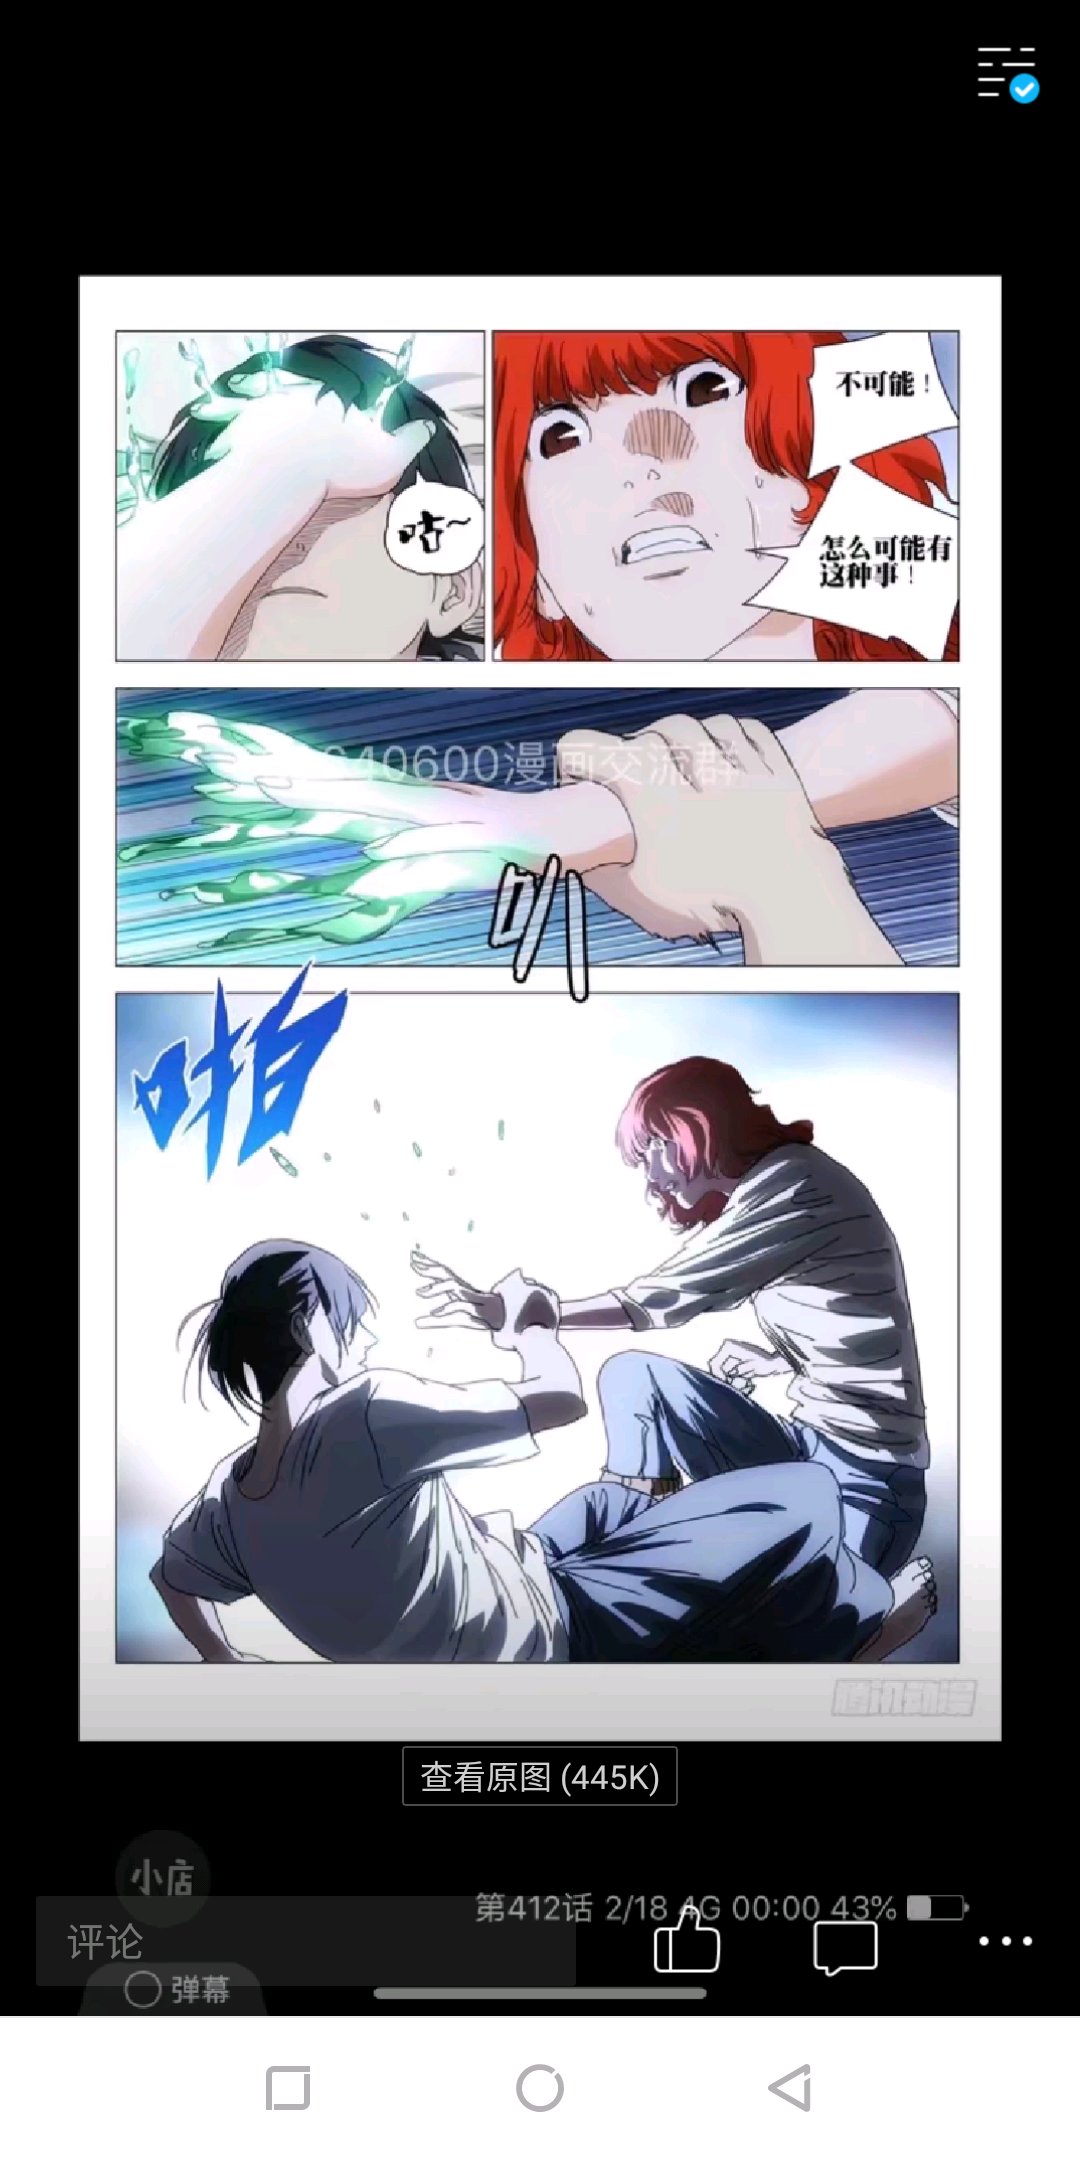 不可能！
咕～
怎么可能有
这种事！
40600漫画交流群
叭
啪
腾讯动漫
查看原图 (445K)
小店
第412话 2/18 4G 00:00 43%
评论
弹幕